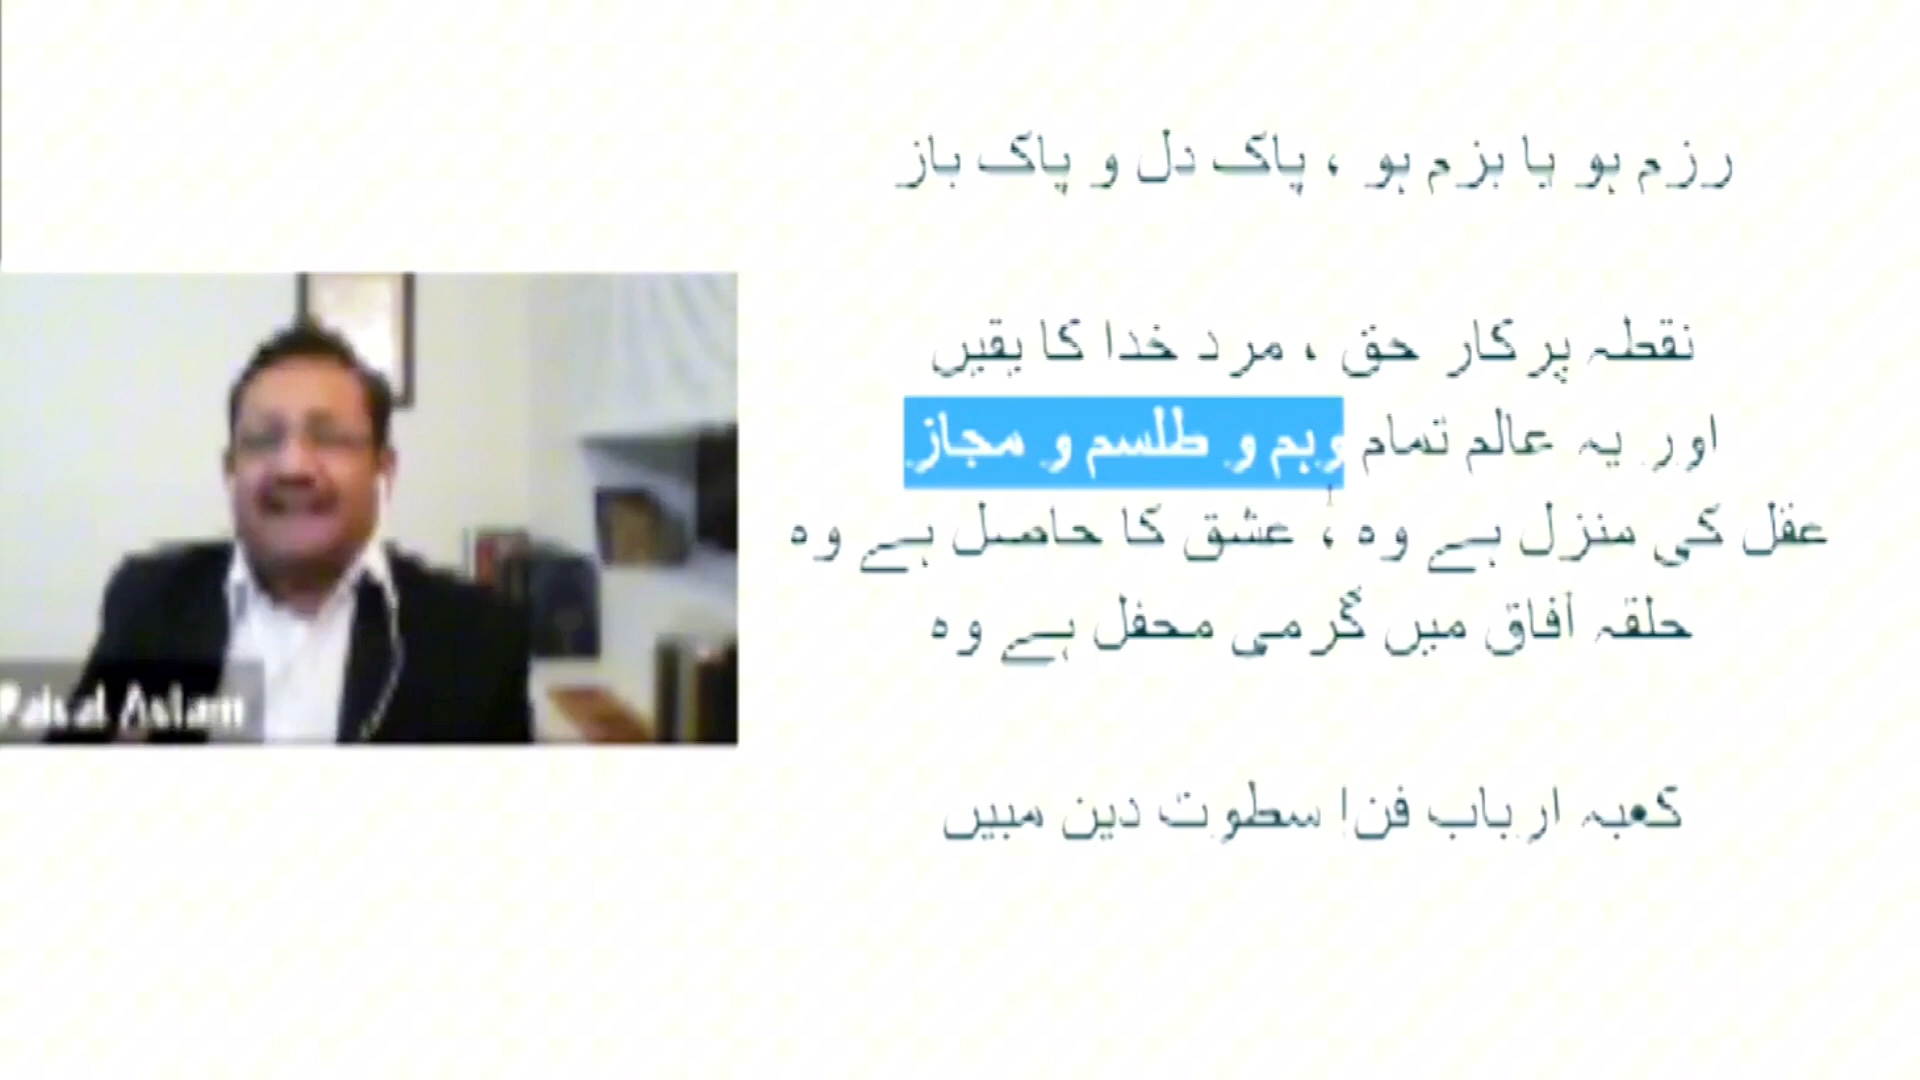 رزم ہو یا بزم ہو ، پاک دل و پاک باز
نقطہ پرکار حق ، مرد خدا کا یقیں
اور یہ عالم تمام وہم و طلسم و مجاز
عقل کی منزل ہے وہ ، عشق کا حاصل ہے وہ
حلقہ آفاق میں گرمی محفل ہے وہ
کعبہ ارباب فن! سطوت دین مبیں
Aslam